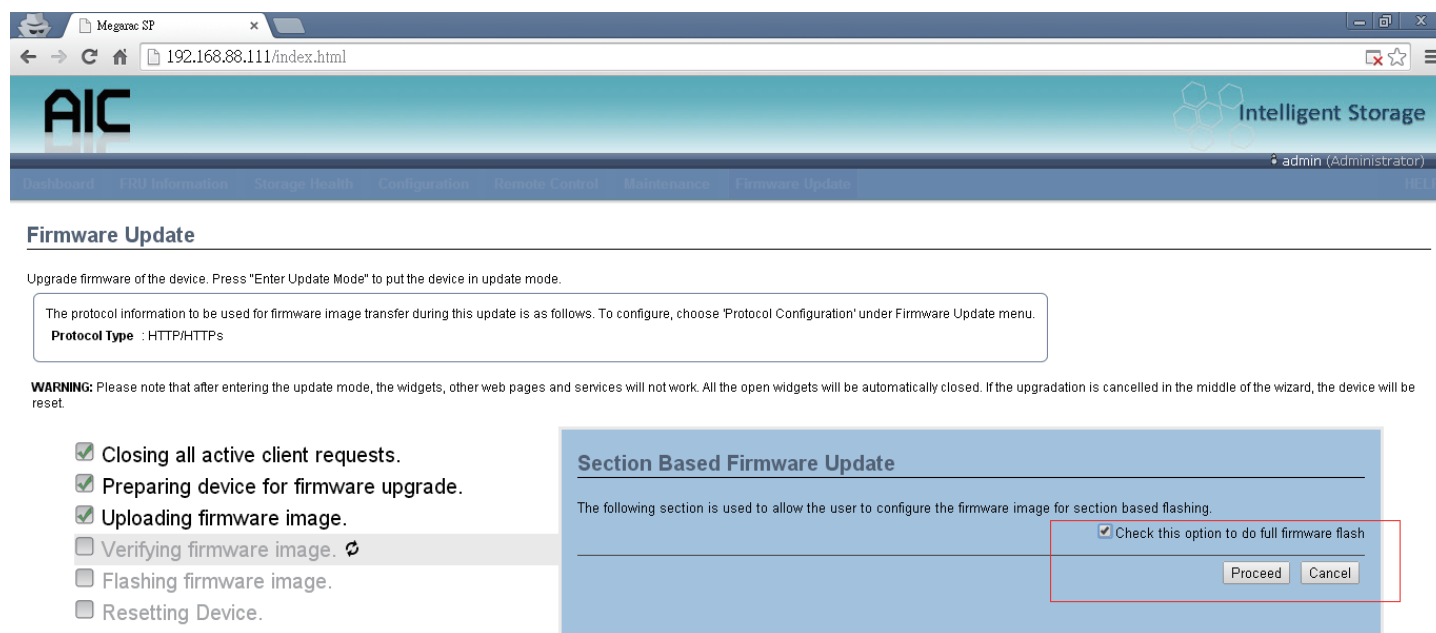 Megarac SP
192.168.88.111/index.html
AIC
Intelligent Storage
admin (Administrator)
Dashboard FRU Information Storage Health Configuration Remote Control Maintenance Firmware Update HELP
Firmware Update
Upgrade firmware of the device. Press "Enter Update Mode" to put the device in update mode.
The protocol information to be used for firmware image transfer during this update is as follows. To configure, choose 'Protocol Configuration' under Firmware Update menu.
Protocol Type : HTTP/HTTPs
WARNING: Please note that after entering the update mode, the widgets, other web pages and services will not work. All the open widgets will be automatically closed. If the upgradation is cancelled in the middle of the wizard, the device will be
reset.
Closing all active client requests.
Preparing device for firmware upgrade.
Uploading firmware image.
Verifying firmware image.
Flashing firmware image.
Resetting Device.
Section Based Firmware Update
The following section is used to allow the user to configure the firmware image for section based flashing.
Check this option to do full firmware flash
Proceed Cancel